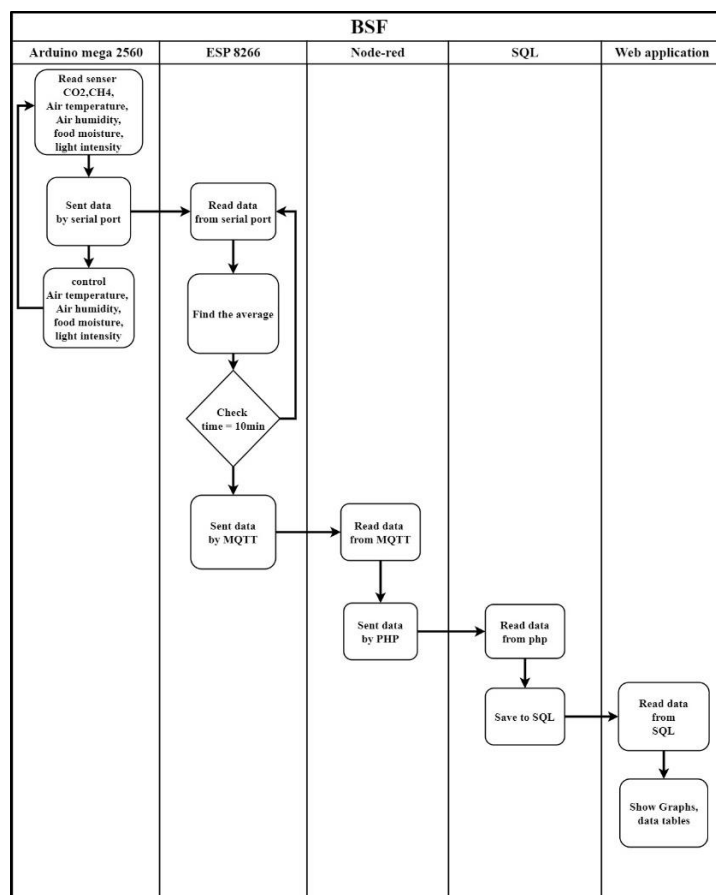 BSF
Arduino mega 2560
ESP 8266
Node-red
SQL
Web application
Read senser
CO2,CH4,
Air temperature,
Air humidity,
food moisture,
light intensity
Sent data
by serial port
control
Air temperature,
Air humidity,
food moisture,
light intensity
Read data
from serial port
Find the average
Check
time = 10min
Sent data
by MQTT
Read data
from MQTT
Sent data
by PHP
Read data
from php
Save to SQL
Read data
from
SQL
Show Graphs,
data tables